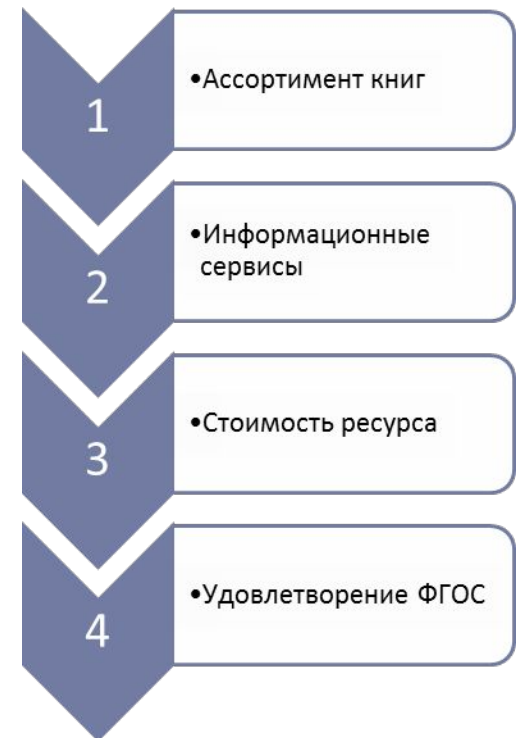 1
•Ассортимент книг
2
•Информационные
сервисы
3
•Стоимость ресурса
4
•Удовлетворение ФГОС